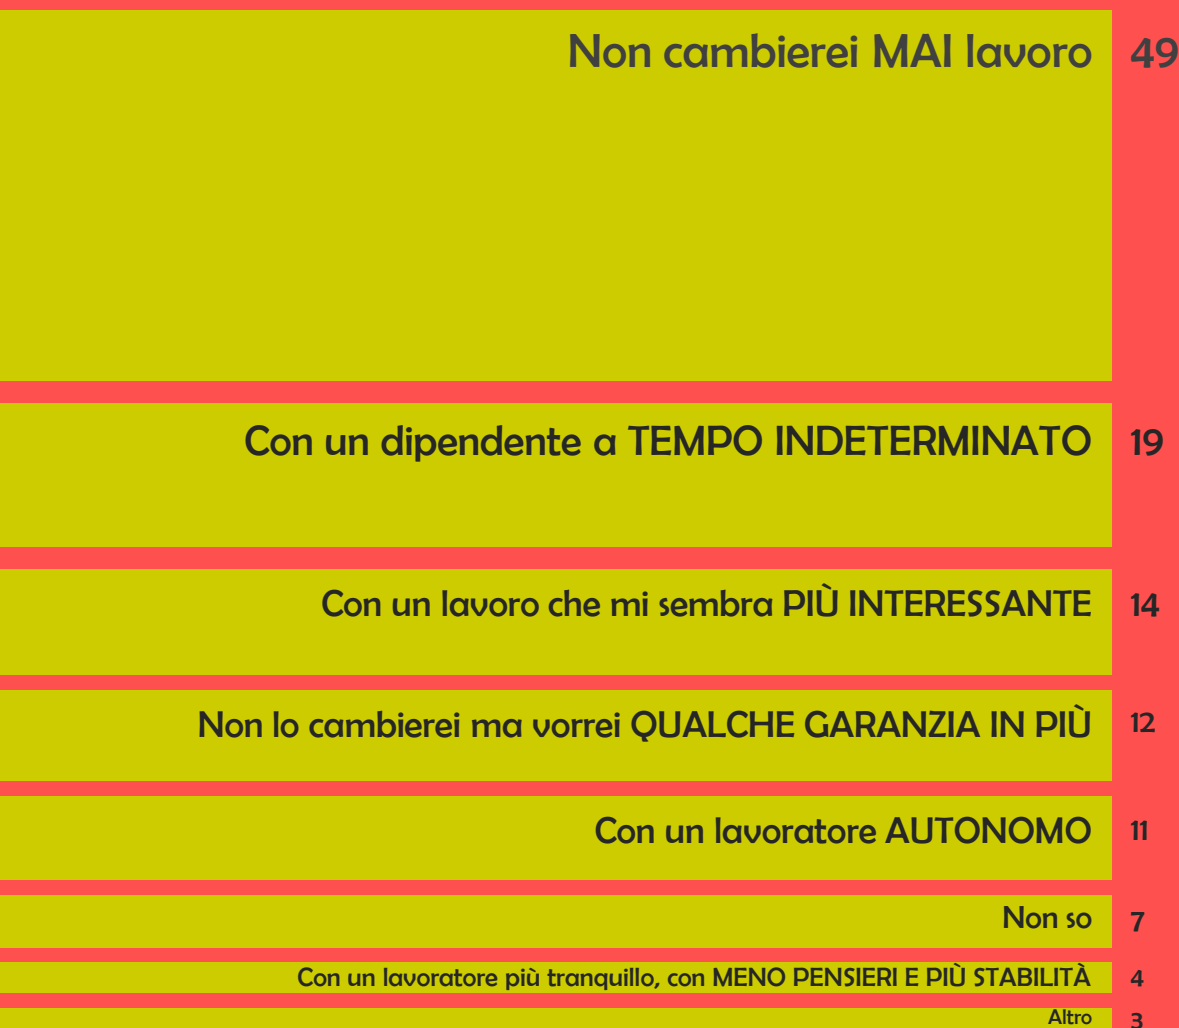 Non cambierei MAI lavoro 49
Con un dipendente a TEMPO INDETERMINATO 19
Con un lavoro che mi sembra PIÙ INTERESSANTE 14
Non lo cambierei ma vorrei QUALCHE GARANZIA IN PIÙ 12
Con un lavoratore AUTONOMO 11
Non so 7
Con un lavoratore più tranquillo, con MENO PENSIERI E PIÙ STABILITÀ 4
Altro 3